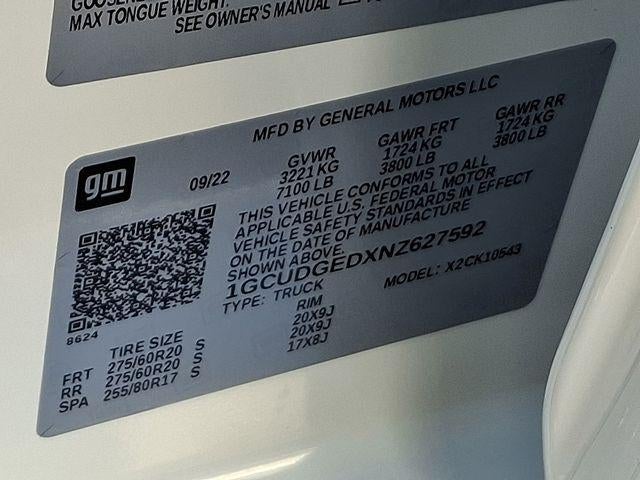 MAX TONGUE WEIGHT.
SEE OWNER'S MANUAL
MFD BY GENERAL MOTORS LLC
gm
09/22
GVWR GAWR FRT GAWR RR
3221 KG 1724 KG 1724 KG
7100 LB 3800 LB 3800 LB
THIS VEHICLE CONFORMS TO ALL
APPLICABLE U.S. FEDERAL MOTOR
VEHICLE SAFETY STANDARDS IN EFFECT
ON THE DATE OF MANUFACTURE
SHOWN ABOVE.
1GCUDGEDXNZ627592
TYPE: TRUCK MODEL: X2CK10543
8624
TIRE SIZE RIM
FRT 275/60R20 S 20X9J
RR 275/60R20 S 20X9J
SPA 255/80R17 S 17X8J